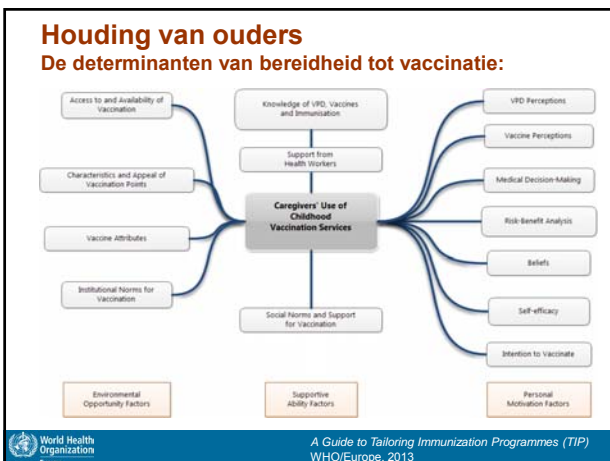 Houding van ouders
De determinanten van bereidheid tot vaccinatie:
Access to and Availability of
Vaccination
Characteristics and Appeal of
Vaccination Points
Vaccine Attributes
Institutional Norms for
Vaccination
Environmental
Opportunity Factors
Knowledge of VPD, Vaccines
and Immunisation
Support from
Health Workers
Caregivers' Use of
Childhood
Vaccination Services
Social Norms and Support
for Vaccination
Supportive
Ability Factors
VPD Perceptions
Vaccine Perceptions
Medical Decision-Making
Risk-Benefit Analysis
Beliefs
Self-efficacy
Intention to Vaccinate
Personal
Motivation Factors
World Health
Organization
A Guide to Tailoring Immunization Programmes (TIP)
WHO/Europe, 2013